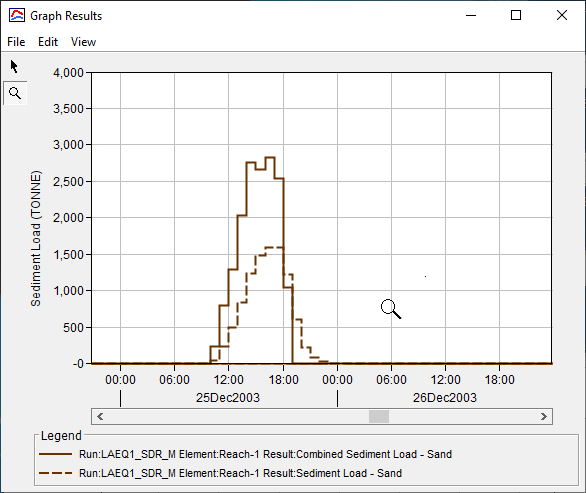 Graph Results
File Edit View
4,000
3,500
3,000
2,500
2,000
1,500
1,000
500
-0
Sediment Load (TONNE)
00:00 06:00 12:00 18:00 00:00 06:00 12:00 18:00
25Dec2003 26Dec2003
Legend
Run:LAEQ1_SDR_M Element:Reach-1 Result:Combined Sediment Load - Sand
Run:LAEQ1_SDR_M Element:Reach-1 Result:Sediment Load - Sand